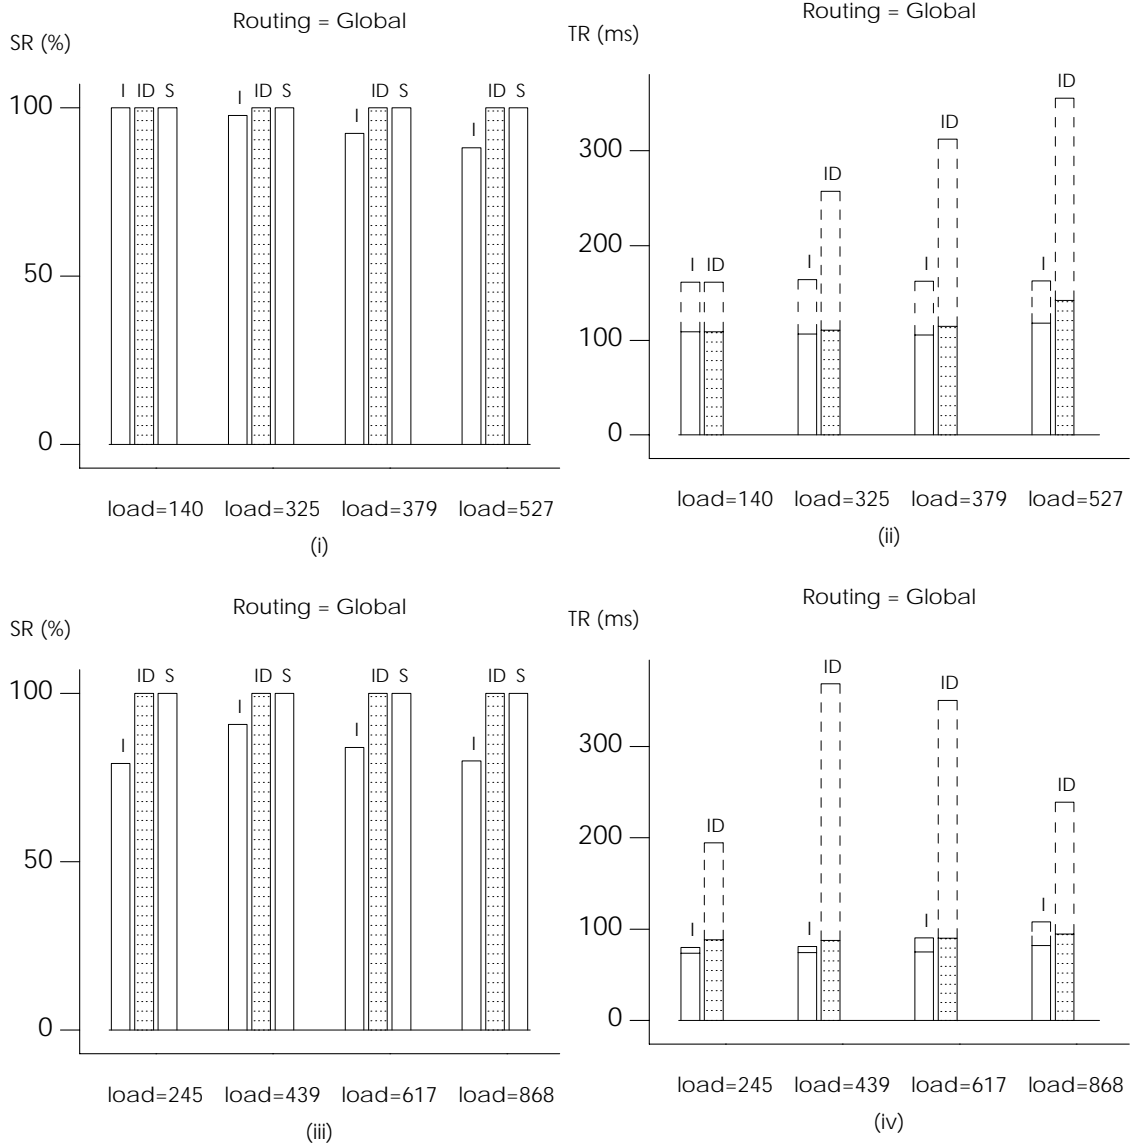 Routing = Global
SR (%)
I ID S
I ID S
I ID S
I ID S
100
50
0
load=140 load=325 load=379 load=527
(i)
Routing = Global
TR (ms)
I ID
I ID
I ID
I ID
300
200
100
0
load=140 load=325 load=379 load=527
(ii)
Routing = Global
SR (%)
I ID S
I ID S
I ID S
I ID S
100
50
0
load=245 load=439 load=617 load=868
(iii)
Routing = Global
TR (ms)
I ID
I ID
I ID
I ID
300
200
100
0
load=245 load=439 load=617 load=868
(iv)